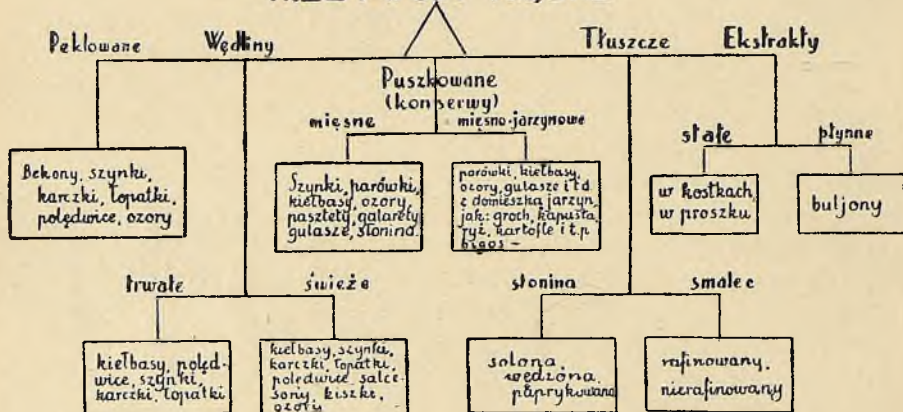 Peklowane
Wędliny
Tłuszcze
Ekstrakty
Puszkowane
(konserwy)
mięsne
mięsno-jarzynowe
stałe
płynne
Bekony, szynki,
karczki, łopatki,
polędwice, ozory
Szynki, parówki,
kiełbasy, ozory,
pasztety, galarety
gulasze, słonina.
parówki, kiełbasy,
ozory, gulasze i t.d.
z domieszką jarzyn,
jak: groch, kapusta,
ryż, kartofle i t.p
bigos –
w kostkach,
w proszku
buljony
trwałe
świeże
słonina
smalec
kiełbasy, polęd-
wice, szynki,
karczki, łopatki
kiełbasy, szynki,
karczki, łopatki,
polędwice, salce-
sony, kiszki,
ozory
solona,
wędzona,
paprykowana
rafinowany,
nierafinowany